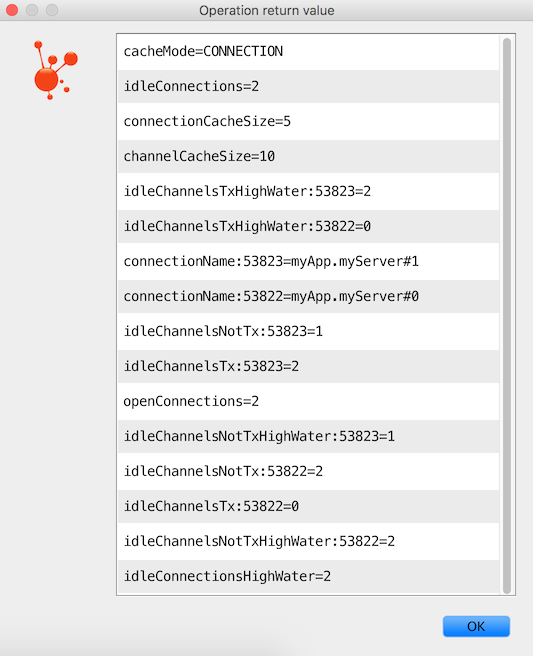 Operation return value
cacheMode=CONNECTION
idleConnections=2
connectionCacheSize=5
channelCacheSize=10
idleChannelsTxHighWater:53823=2
idleChannelsTxHighWater:53822=0
connectionName:53823=myApp.myServer#1
connectionName:53822=myApp.myServer#0
idleChannelsNotTx:53823=1
idleChannelsTx:53823=2
openConnections=2
idleChannelsNotTxHighWater:53823=1
idleChannelsNotTx:53822=2
idleChannelsTx:53822=0
idleChannelsNotTxHighWater:53822=2
idleConnectionsHighWater=2
OK